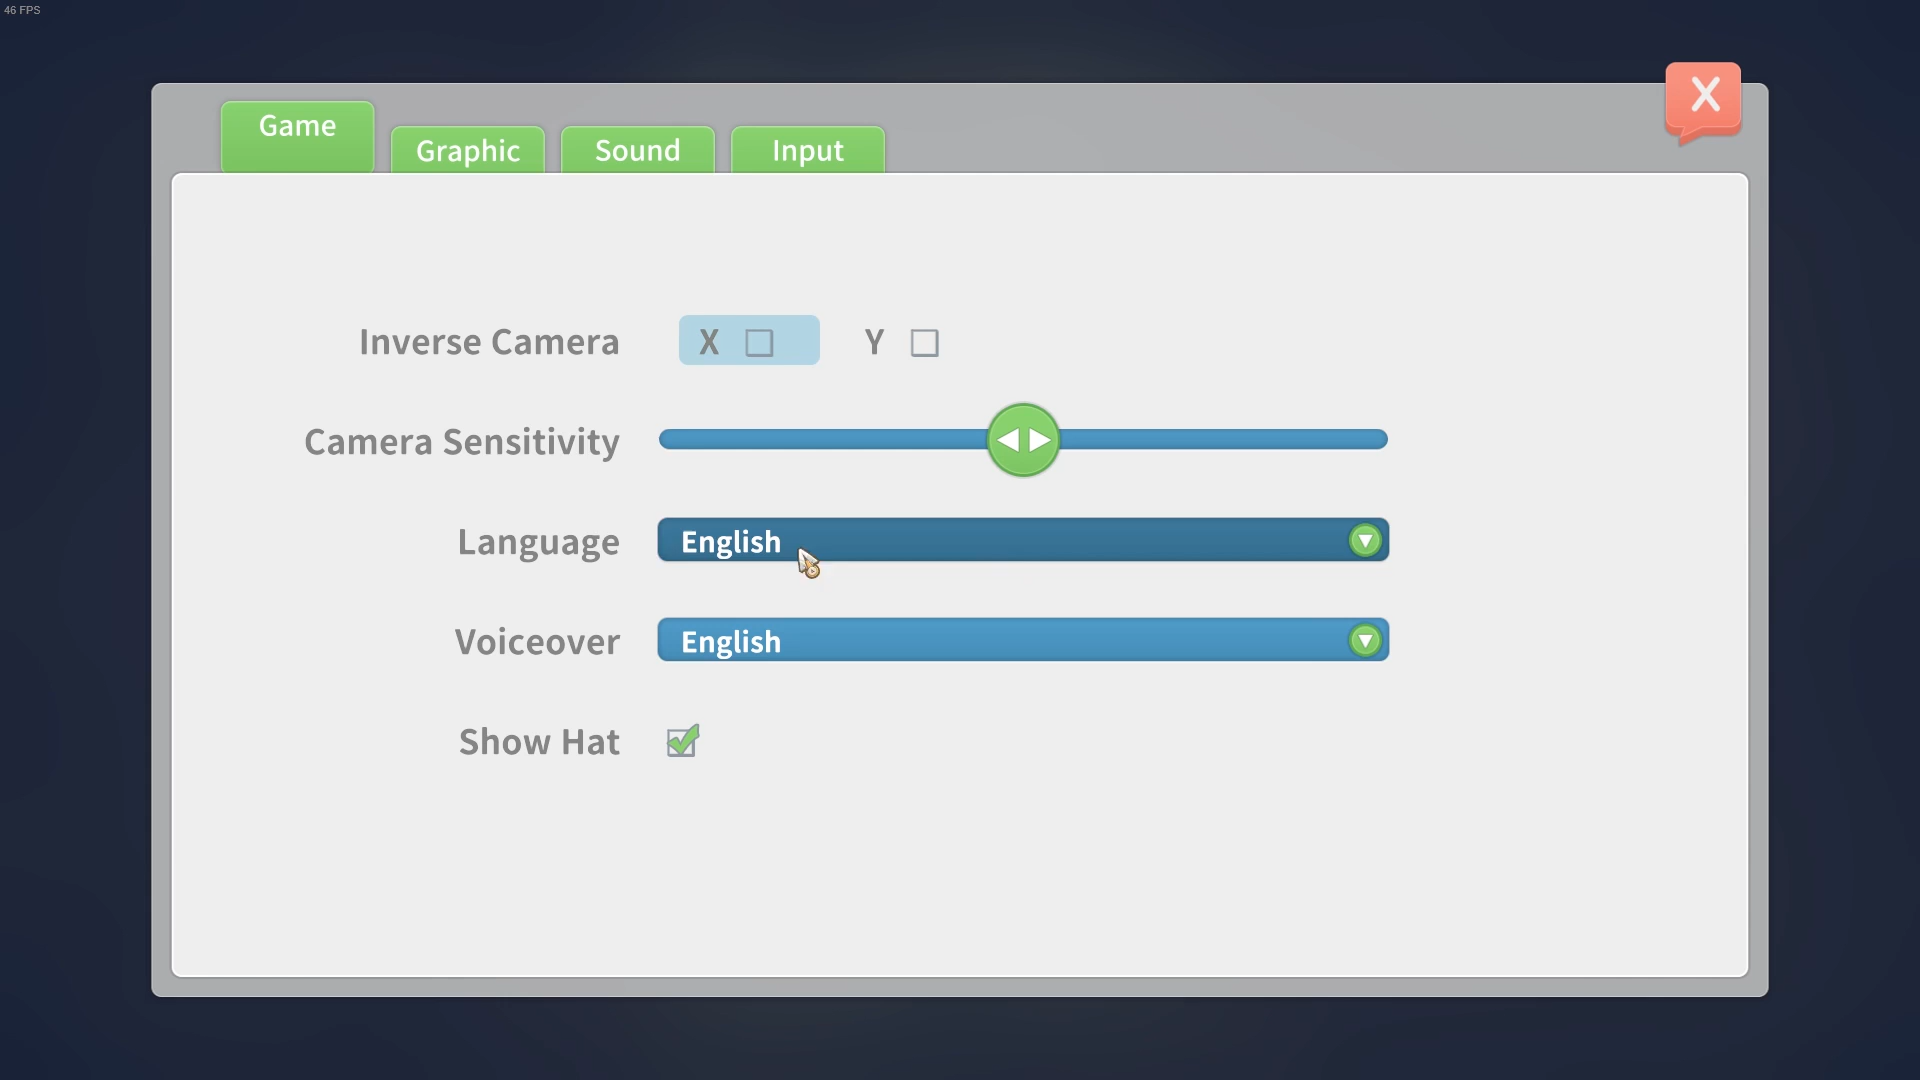 46 FPS
X
Game
Graphic
Sound
Input
Inverse Camera X Y
Camera Sensitivity
Language English
Voiceover English
Show Hat